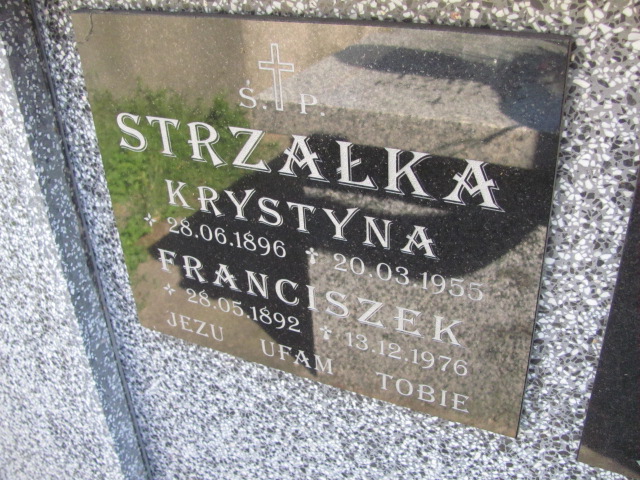 Ś. P.
STRZAŁKA
KRYSTYNA
28.06.1896 20.03.1955
FRANCISZEK
28.05.1892 13.12.1976
JEZU UFAM TOBIE